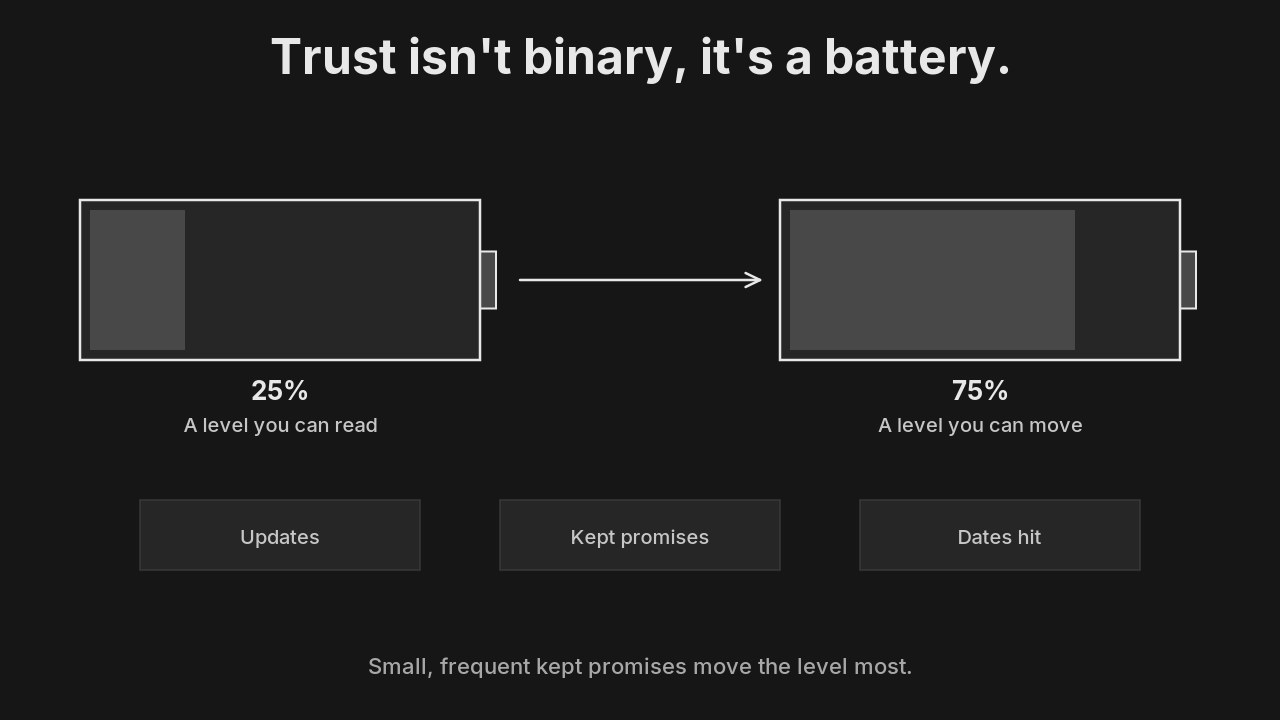 Trust isn't binary, it's a battery.
25%
A level you can read
75%
A level you can move
Updates
Kept promises
Dates hit
Small, frequent kept promises move the level most.